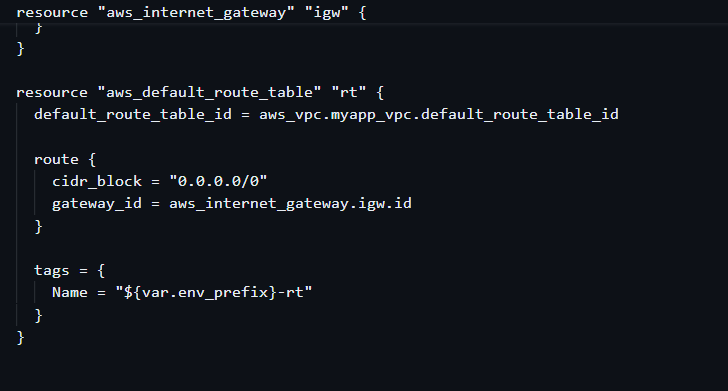 resource "aws_internet_gateway" "igw" {
}
}
resource "aws_default_route_table" "rt" {
default_route_table_id = aws_vpc.myapp_vpc.default_route_table_id
route {
cidr_block = "0.0.0.0/0"
gateway_id = aws_internet_gateway.igw.id
}
tags = {
Name = "${var.env_prefix}-rt"
}
}